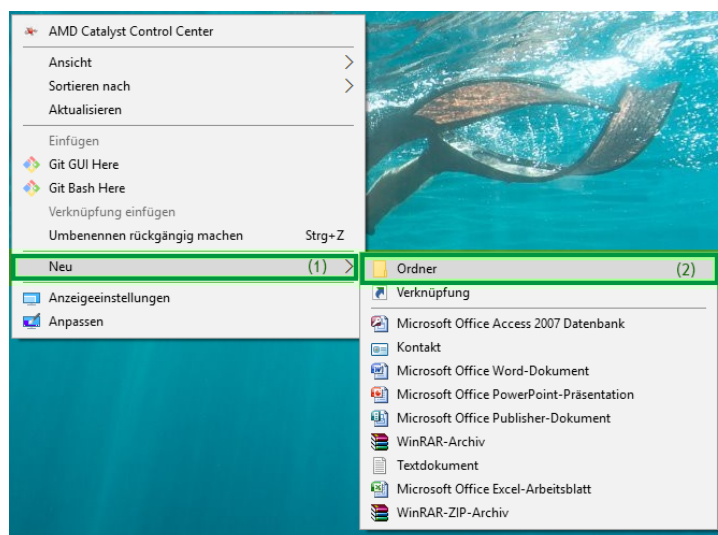 AMD Catalyst Control Center
Ansicht
Sortieren nach
Aktualisieren
Einfügen
Git GUI Here
Git Bash Here
Verknüpfung einfügen
Umbenennen rückgängig machen Strg+Z
Neu (1)
Anzeigeeinstellungen
Anpassen
Ordner (2)
Verknüpfung
Microsoft Office Access 2007 Datenbank
Kontakt
Microsoft Office Word-Dokument
Microsoft Office PowerPoint-Präsentation
Microsoft Office Publisher-Dokument
WinRAR-Archiv
Textdokument
Microsoft Office Excel-Arbeitsblatt
WinRAR-ZIP-Archiv